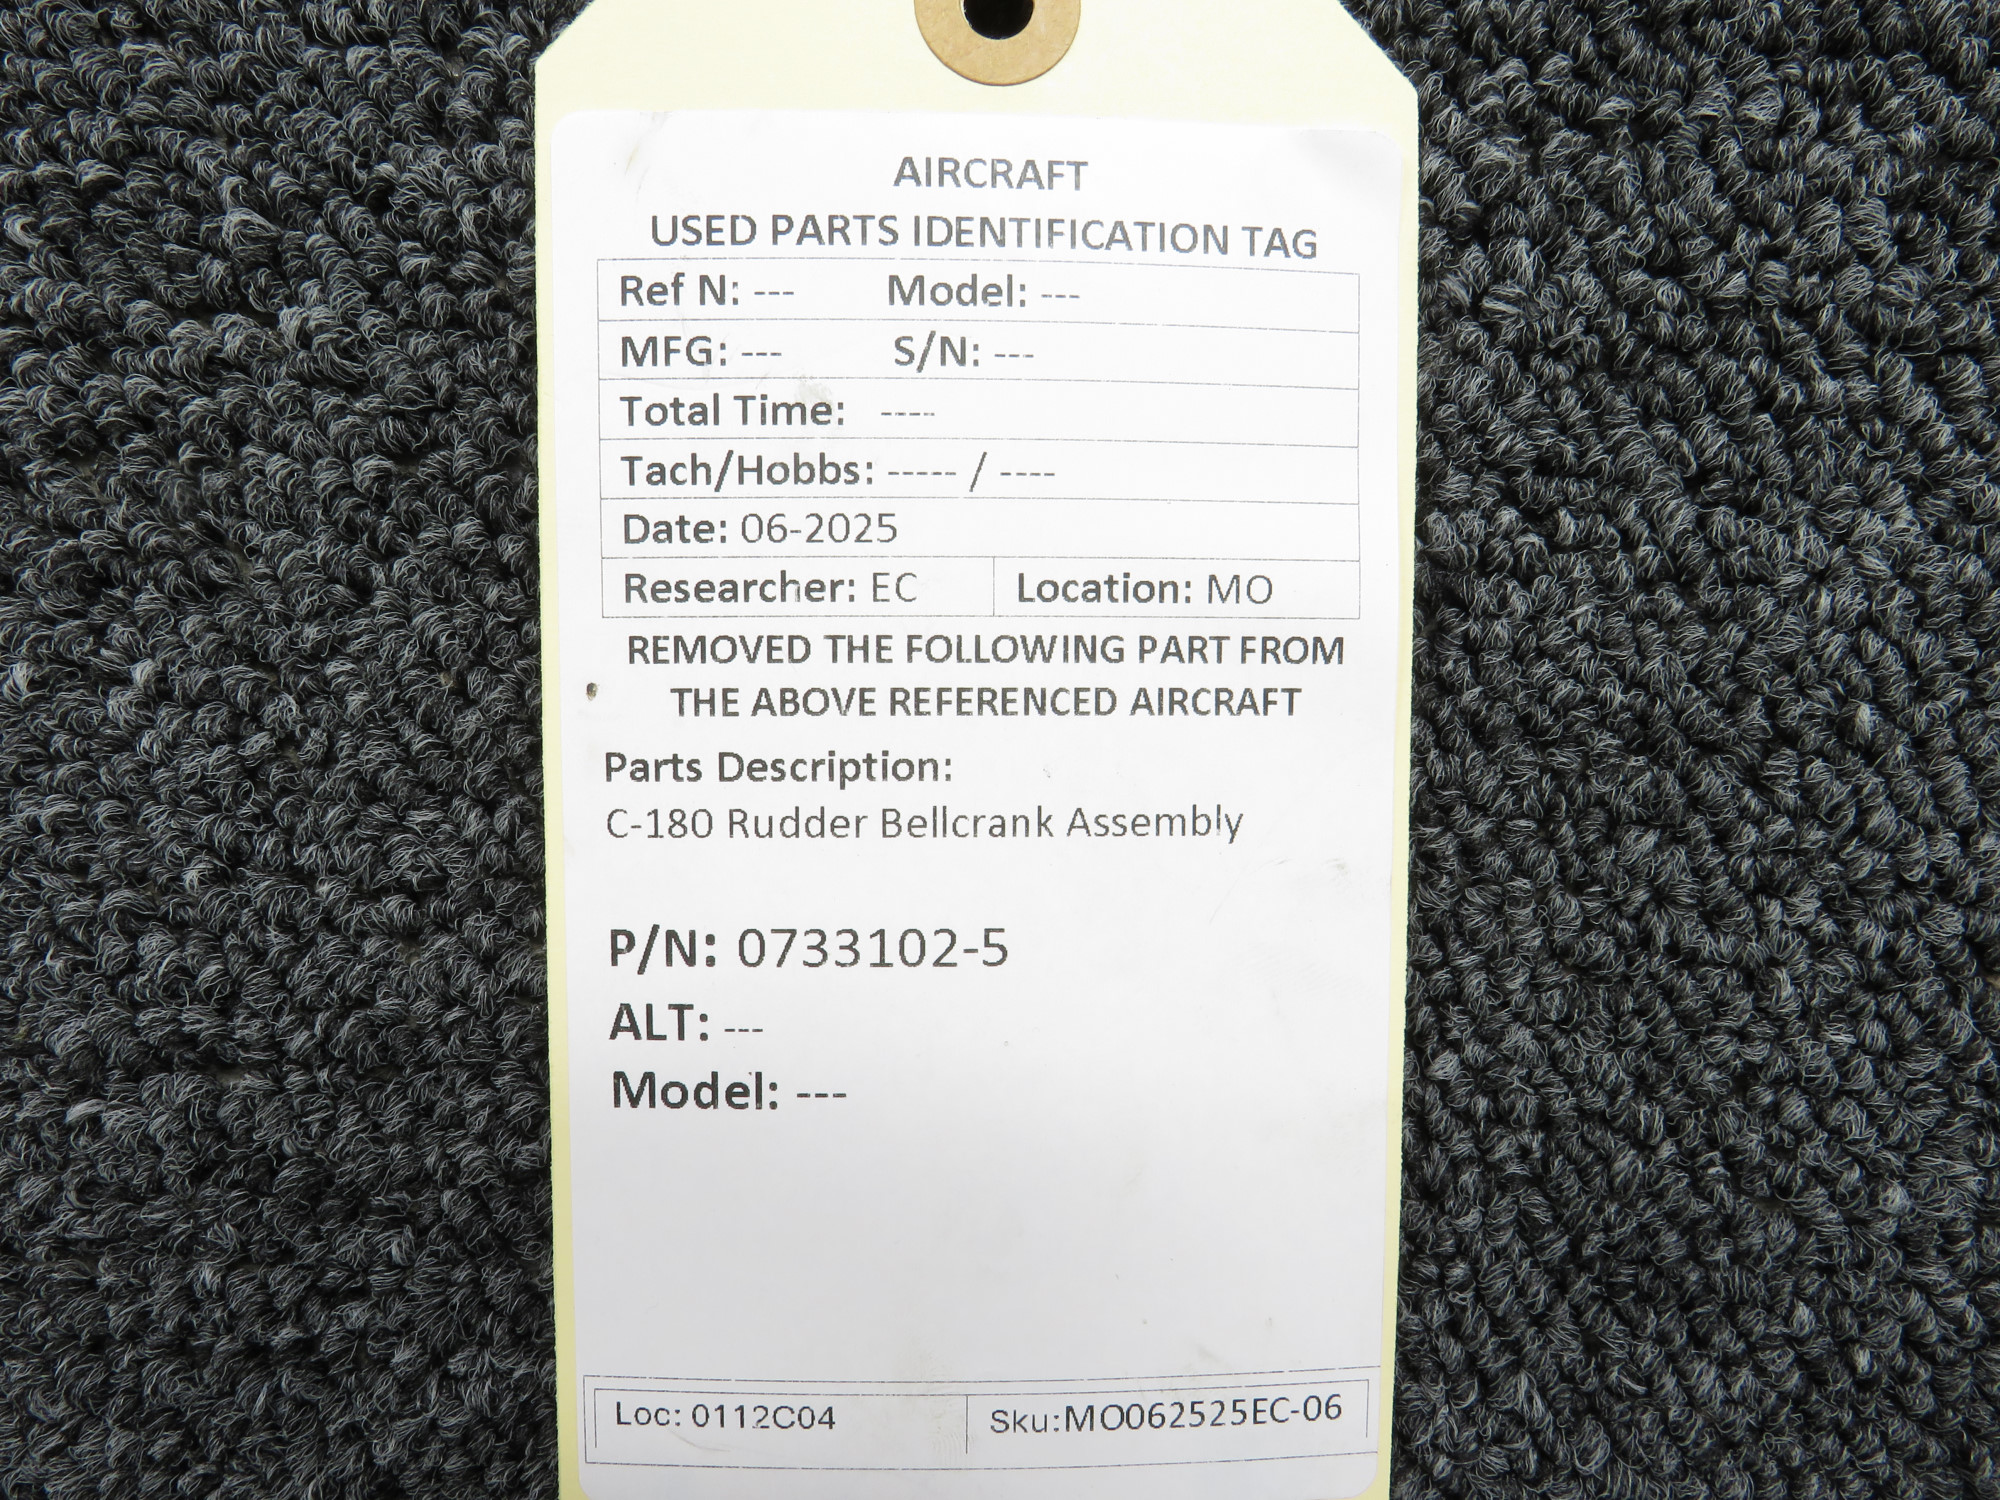 AIRCRAFT
USED PARTS IDENTIFICATION TAG
Ref N: --- Model: ---
MFG: --- S/N: ---
Total Time: ----
Tach/Hobbs: ----- / ----
Date: 06-2025
Researcher: EC Location: MO
REMOVED THE FOLLOWING PART FROM
THE ABOVE REFERENCED AIRCRAFT
Parts Description:
C-180 Rudder Bellcrank Assembly
P/N: 0733102-5
ALT: ---
Model: ---
Loc: 0112C04 Sku:MO062525EC-06